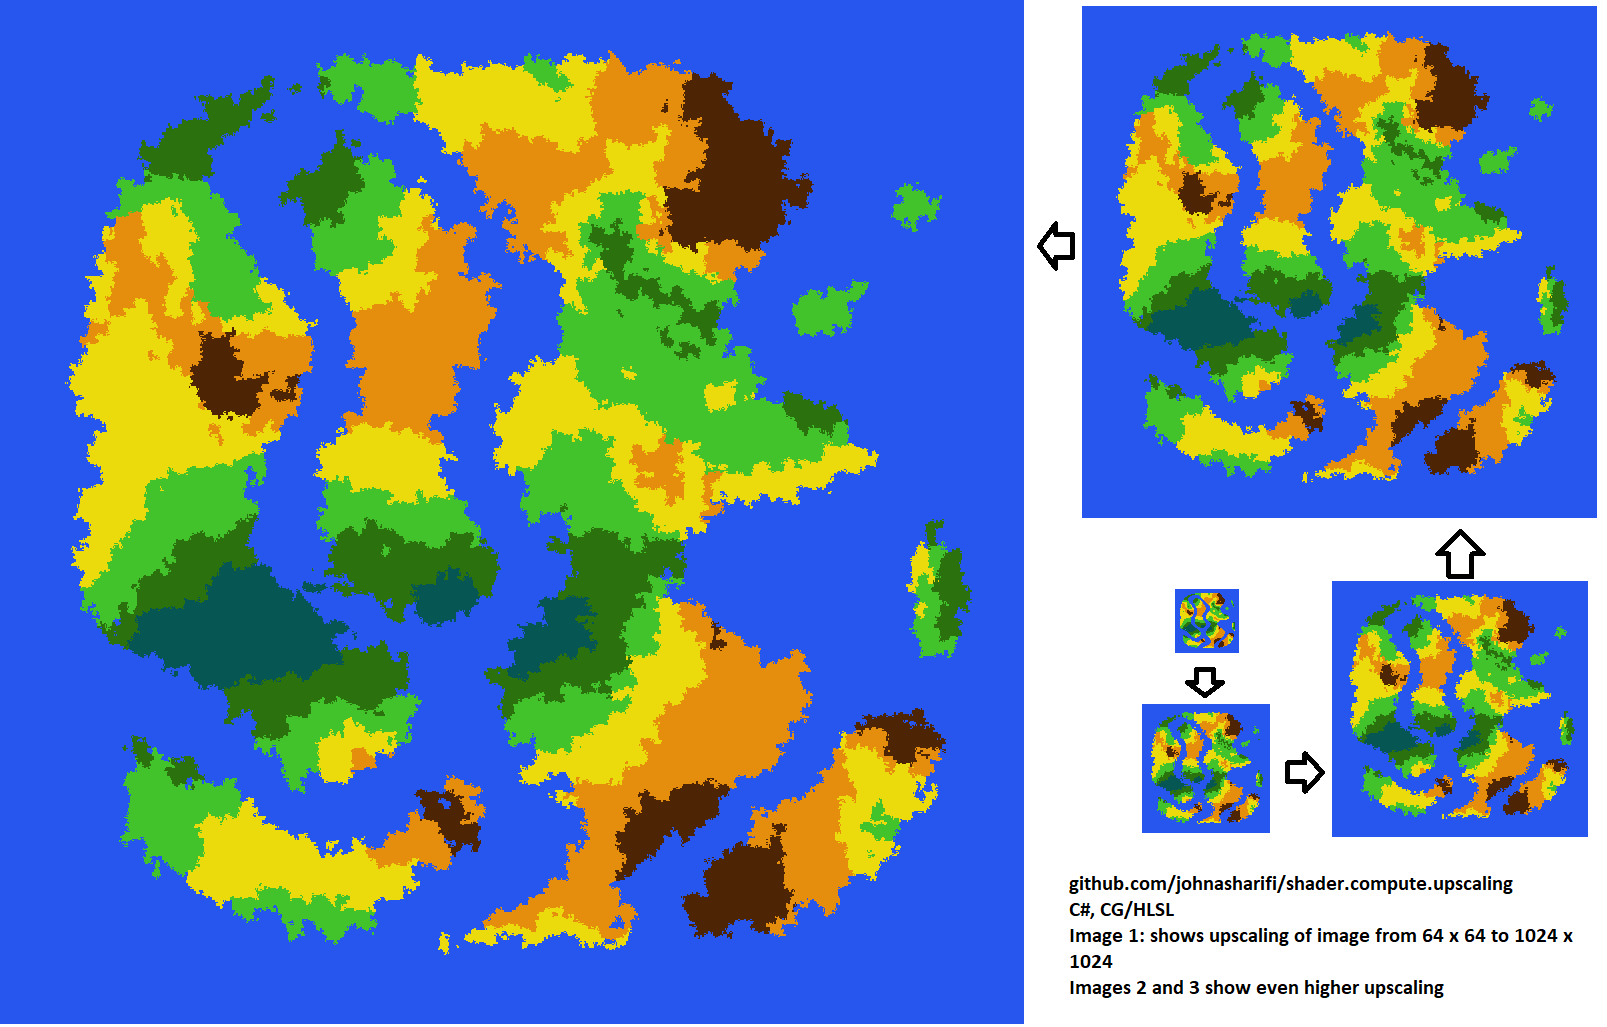 github.com/johnasharifi/shader.compute.upscaling
C#, CG/HLSL
Image 1: shows upscaling of image from 64 x 64 to 1024 x
1024
Images 2 and 3 show even higher upscaling